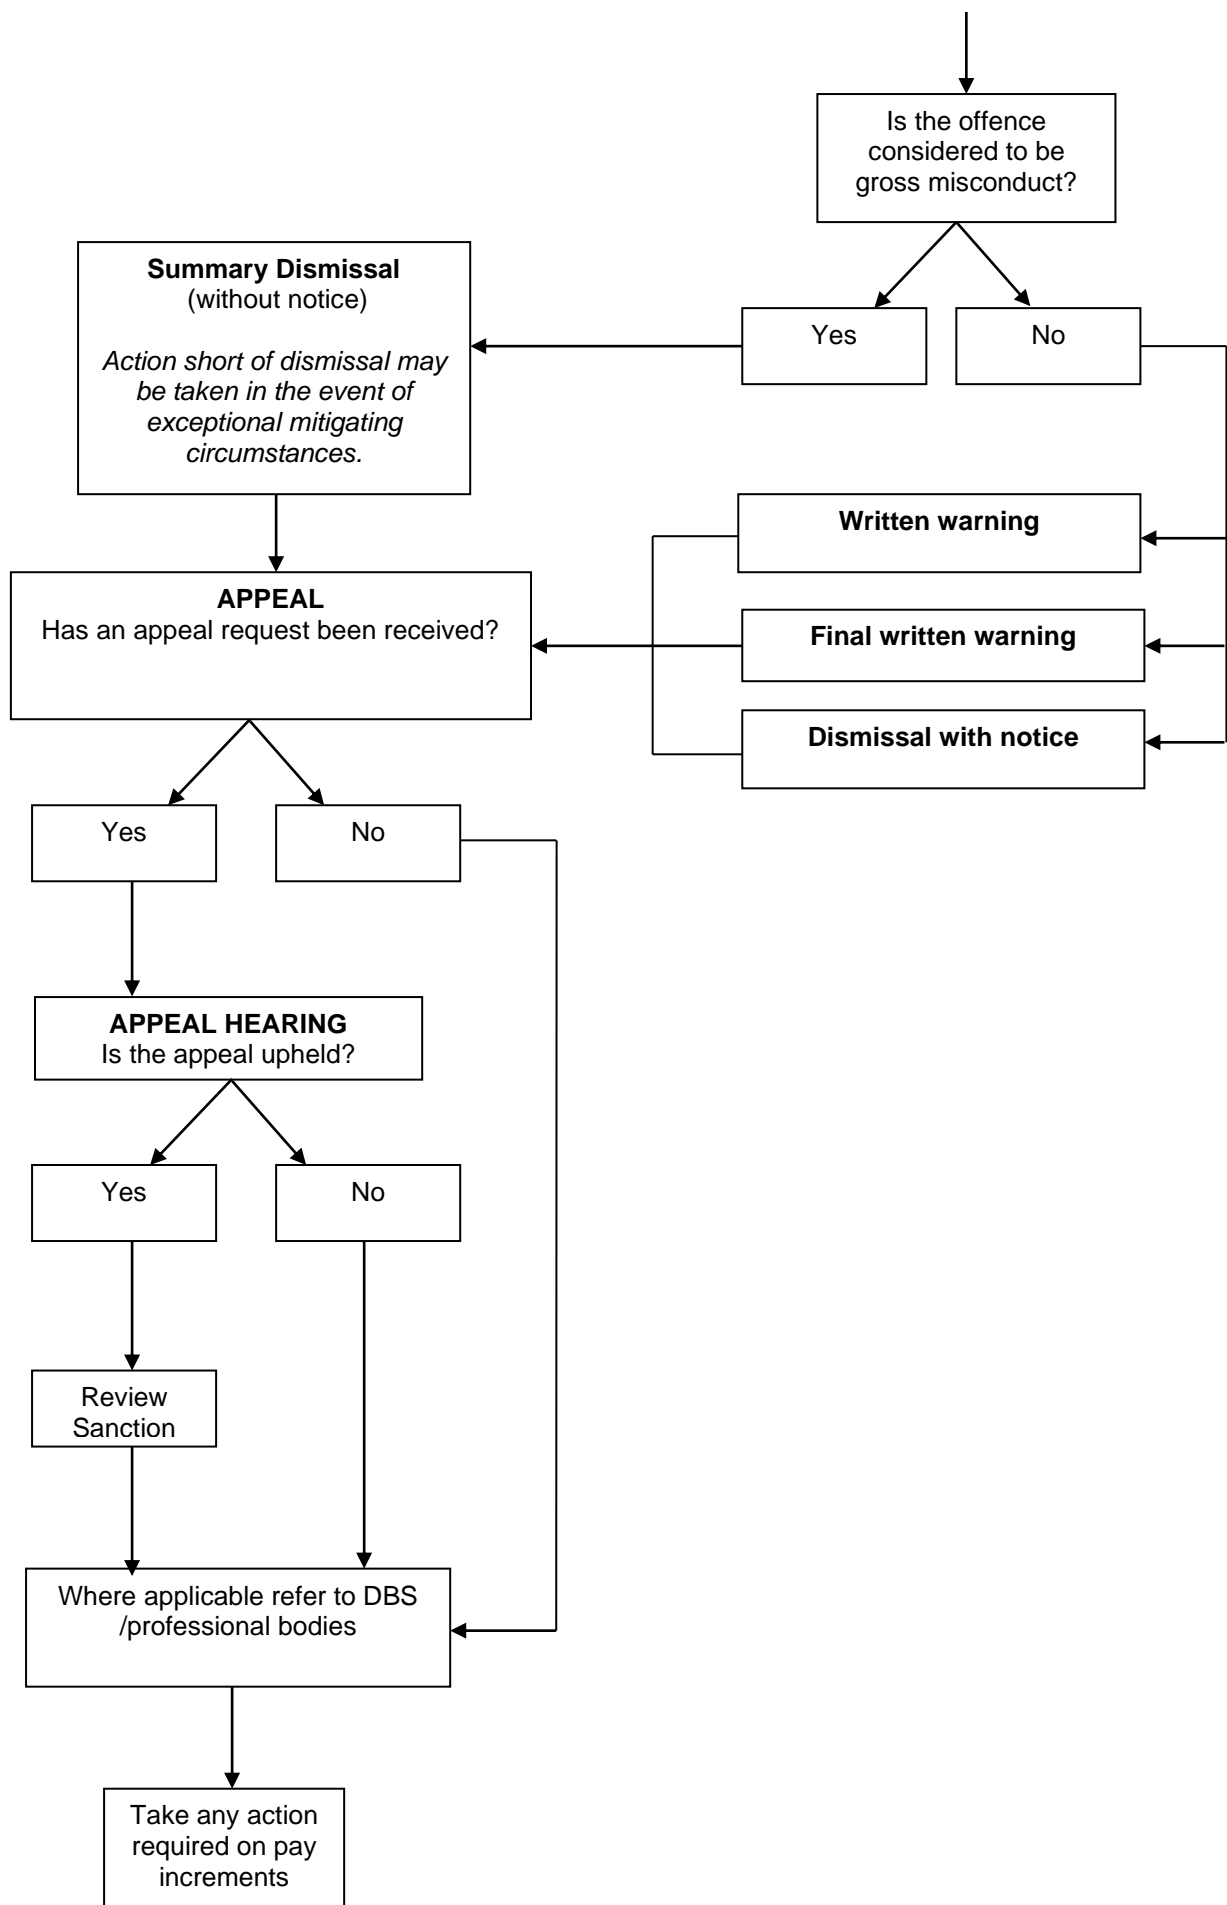 Is the offence
considered to be
gross misconduct?
Summary Dismissal
(without notice)
Action short of dismissal may
be taken in the event of
exceptional mitigating
circumstances.
Yes
No
Written warning
APPEAL
Has an appeal request been received?
Final written warning
Dismissal with notice
Yes
No
APPEAL HEARING
Is the appeal upheld?
Yes
No
Review
Sanction
Where applicable refer to DBS
/professional bodies
Take any action
required on pay
increments